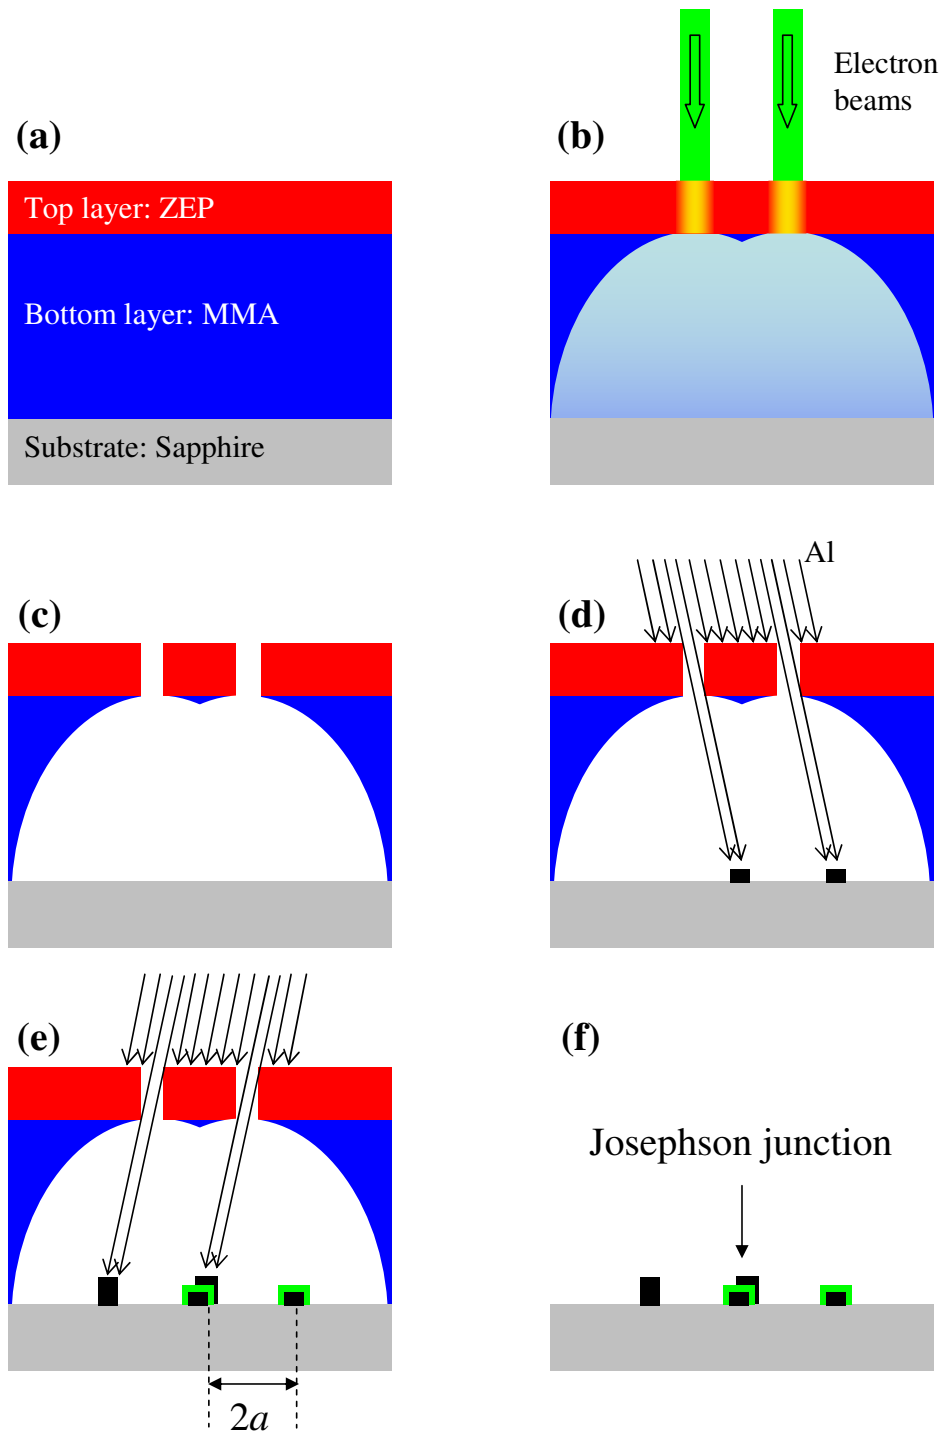 (a)
Top layer: ZEP
Bottom layer: MMA
Substrate: Sapphire
(b)
Electron
beams
(c)
(d)
Al
(e)
2a
(f)
Josephson junction